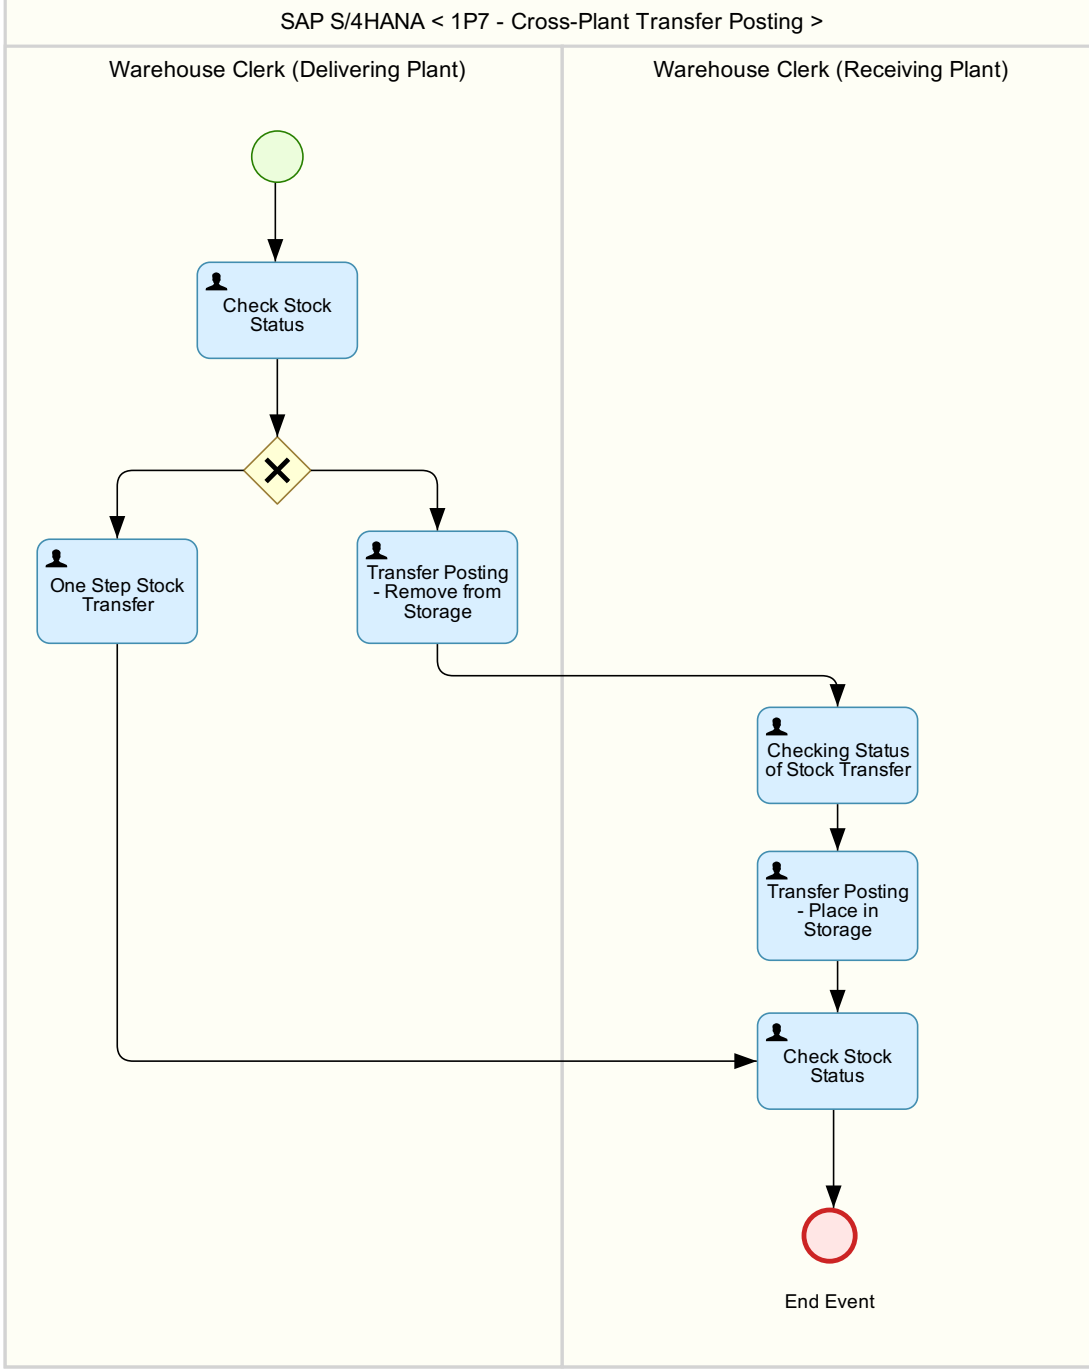 SAP S/4HANA < 1P7 - Cross-Plant Transfer Posting >
Warehouse Clerk (Delivering Plant)
Warehouse Clerk (Receiving Plant)
Check Stock
Status
One Step Stock
Transfer
Transfer Posting
- Remove from
Storage
Checking Status
of Stock Transfer
Transfer Posting
- Place in
Storage
Check Stock
Status
End Event